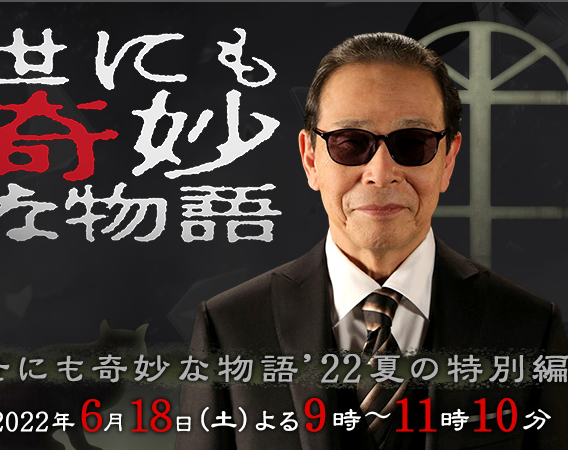 世にも
奇妙
な物語
世にも奇妙な物語'22夏の特別編
2022年6月18日(土)よる9時〜11時10分